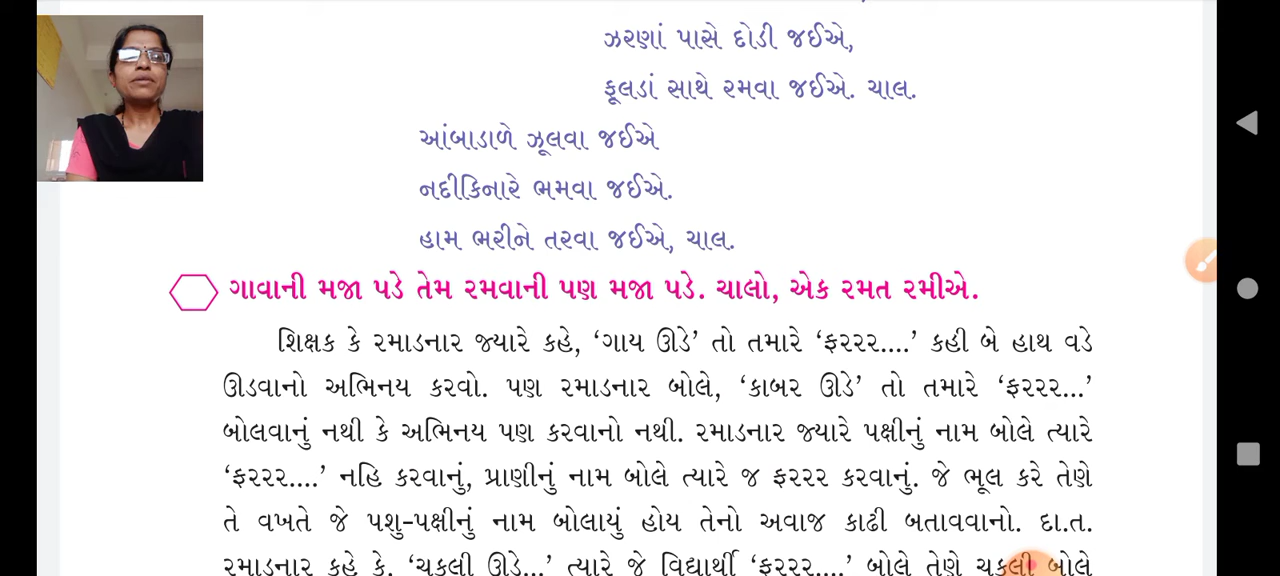 ઝરણાં પાસે દોડી જઈએ,
ફૂલડાં સાથે રમવા જઈએ. ચાલ.
આંબાડાળે ઝૂલવા જઈએ
નદીકિનારે ભમવા જઈએ.
હામ ભરીને તરવા જઈએ, ચાલ.
ગાવાની મજા પડે તેમ રમવાની પણ મજા પડે. ચાલો, એક રમત રમીએ.
શિક્ષક કે રમાડનાર જ્યારે કહે, ‘ગાય ઊડે’ તો તમારે ‘ફરરર....’ કહી બે હાથ વડે
ઊડવાનો અભિનય કરવો. પણ રમાડનાર બોલે, ‘કાબર ઊડે’ તો તમારે ‘ફરરર...’
બોલવાનું નથી કે અભિનય પણ કરવાનો નથી. રમાડનાર જ્યારે પક્ષીનું નામ બોલે ત્યારે
‘ફરરર....’ નહિ કરવાનું, પ્રાણીનું નામ બોલે ત્યારે જ ફરરર કરવાનું. જે ભૂલ કરે તેણે
તે વખતે જે પશુ-પક્ષીનું નામ બોલાયું હોય તેનો અવાજ કાઢી બતાવવાનો. દા.ત.
રમાડનાર કહે કે, ‘ચકલી ઊડે...’ ત્યારે જે વિદ્યાર્થી ‘ફરરર....’ બોલે તેણે ચકલી બોલે